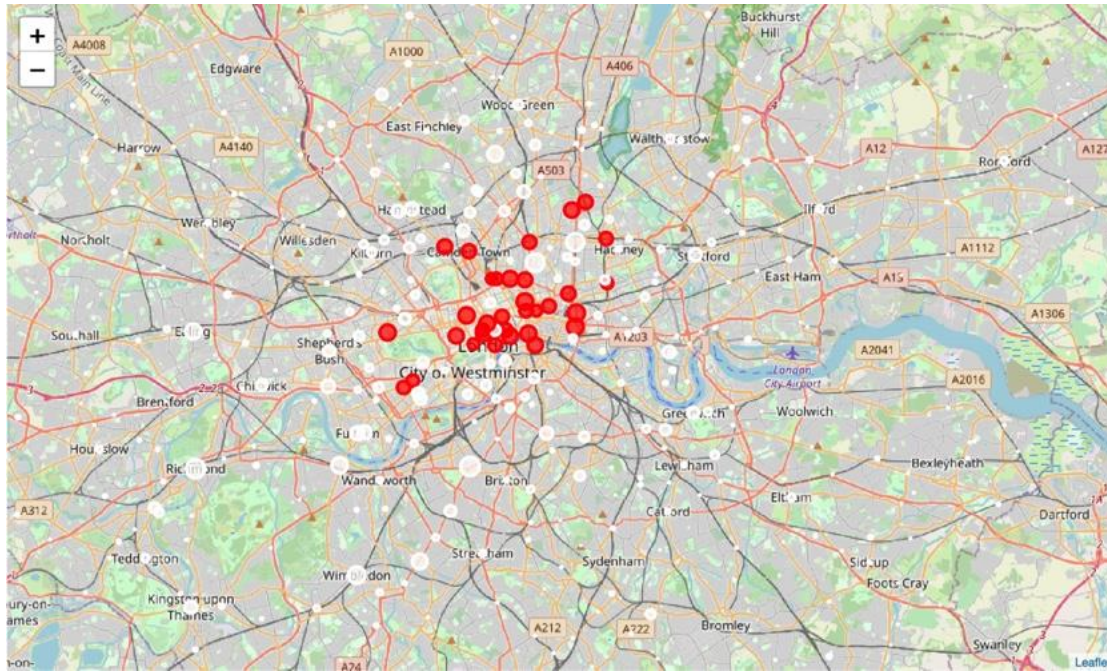 +
−
A4008
A1000
Buckhurst
Hill
Edgware
A406
Wood Green
East Finchley
Walthamstow
Harrow
A4140
A12
A127
A503
Romford
Hampstead
Ilford
Wembley
Northolt
Willesden
Kilburn
Camden Town
Hackney
Stratford
A1112
East Ham
A13
A1306
Southall
Ealing
Shepherd's
Bush
London
A1203
A2041
City of Westminster
London
City Airport
A2016
Chiswick
Brentford
Greenwich
Woolwich
Hounslow
Fulham
Richmond
Wandsworth
Brixton
Lewisham
Bexleyheath
Eltham
A312
Catford
Dartford
Teddington
Streatham
Sydenham
Sidcup
Wimbledon
Foots Cray
Kingston upon
Thames
A212
A222
Bromley
Swanley
A24
Leafle